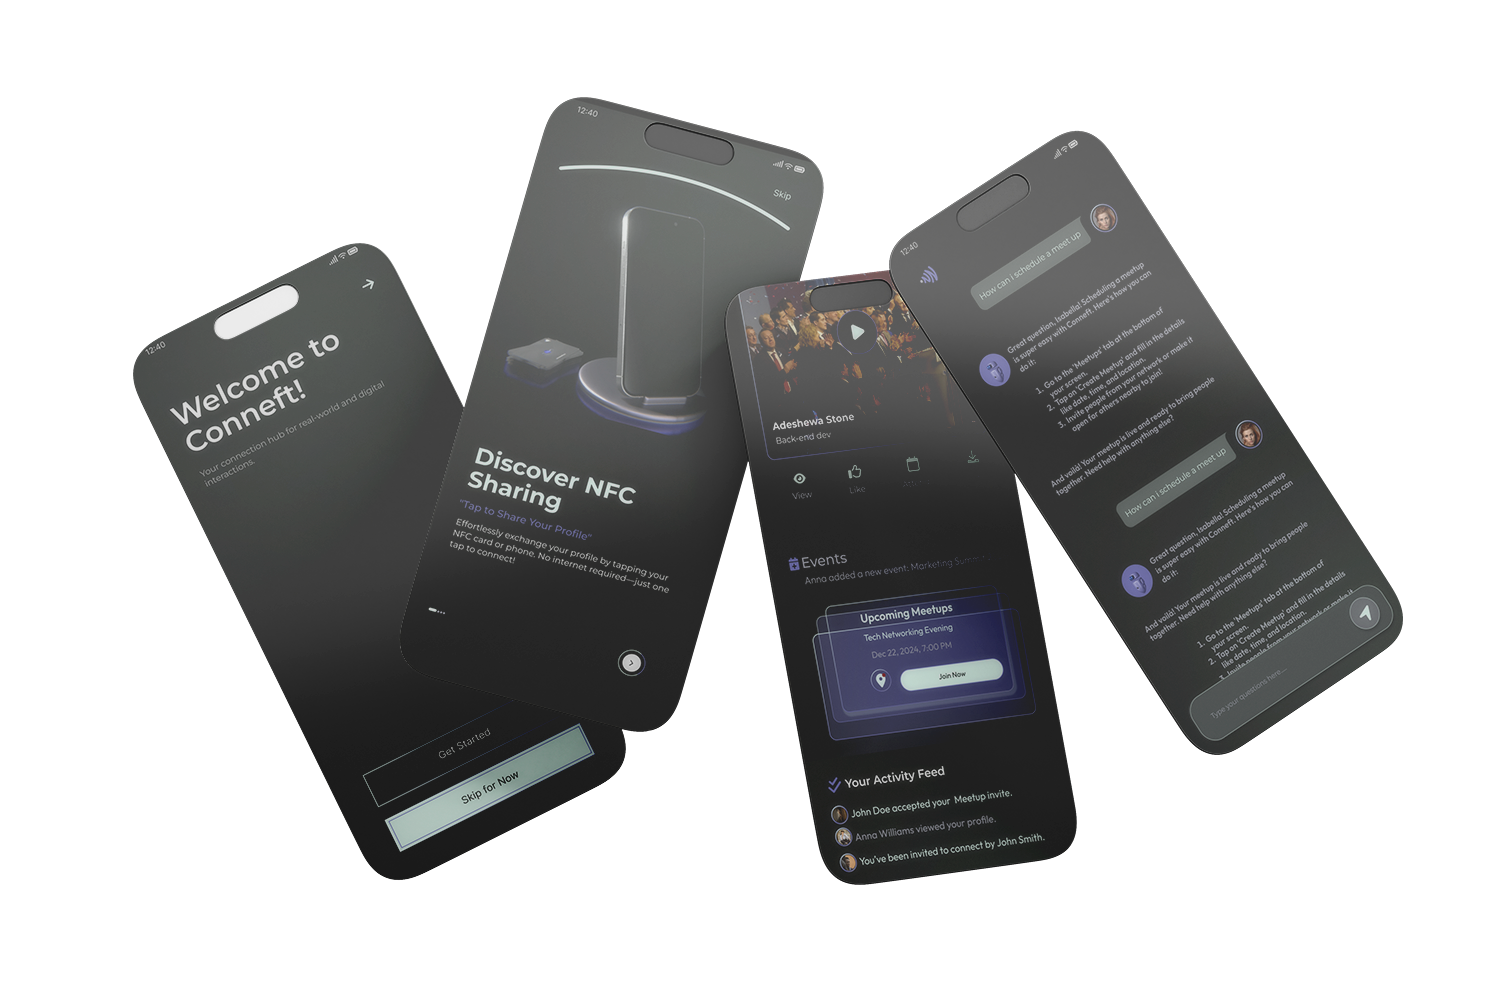 12:40
Welcome to
Conneft!
Your connection hub for real-world and digital
interactions.
Get Started
Skip for Now
12:40
Skip
Discover NFC
Sharing
"Tap to Share Your Profile"
Effortlessly exchange your profile by tapping your
NFC card or phone. No internet required—just one
tap to connect!
Adeshewa Stone
Back-end dev
View
Like
Events
Anna added a new event: Marketing Summit
Upcoming Meetups
Tech Networking Evening
Dec 22, 2024, 7:00 PM
Join Now
Your Activity Feed
John Doe accepted your Meetup invite.
Anna Williams viewed your profile.
You've been invited to connect by John Smith.
12:40
How can i schedule a meet up
Great question, Isabella! Scheduling a meetup
is super easy with Conneft. Here's how you can
do it:
1. Go to the 'Meetups' tab at the bottom of
your screen.
2. Tap on 'Create Meetup' and fill in the details
like date, time, and location.
3. Invite people from your network or make it
open for others nearby to join!
And voilà! Your meetup is live and ready to bring people
together. Need help with anything else?
How can i schedule a meet up
Great question, Isabella! Scheduling a meetup
is super easy with Conneft. Here's how you can
do it:
And voilà! Your meetup is live and ready to bring people
together. Need help with anything else?
1. Go to the 'Meetups' tab at the bottom of
your screen.
2. Tap on 'Create Meetup' and fill in the details
like date, time, and location.
3. Invite people from your network or make it
Type your questions here...